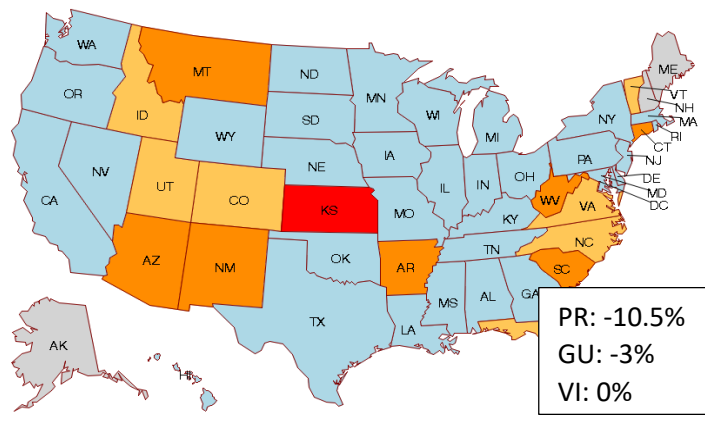 WA
MT
ND
MN
ME
VT
NH
OR
ID
SD
WI
MI
NY
MA
RI
CT
WY
NE
IA
PA
NJ
NV
UT
CO
IL
IN
OH
DE
MD
DC
CA
KS
MO
KY
WV
VA
AZ
NM
OK
AR
TN
NC
SC
TX
LA
MS
AL
GA
AK
PR: -10.5%
GU: -3%
VI: 0%